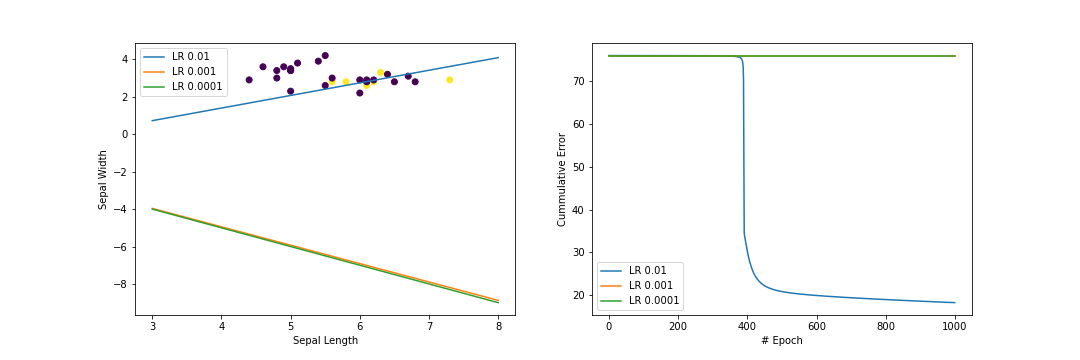 LR 0.01
LR 0.001
LR 0.0001
4
2
0
−2
−4
−6
−8
3
4
5
6
7
8
Sepal Width
Sepal Length
70
60
50
40
30
20
0
200
400
600
800
1000
Cummulative Error
# Epoch
LR 0.01
LR 0.001
LR 0.0001